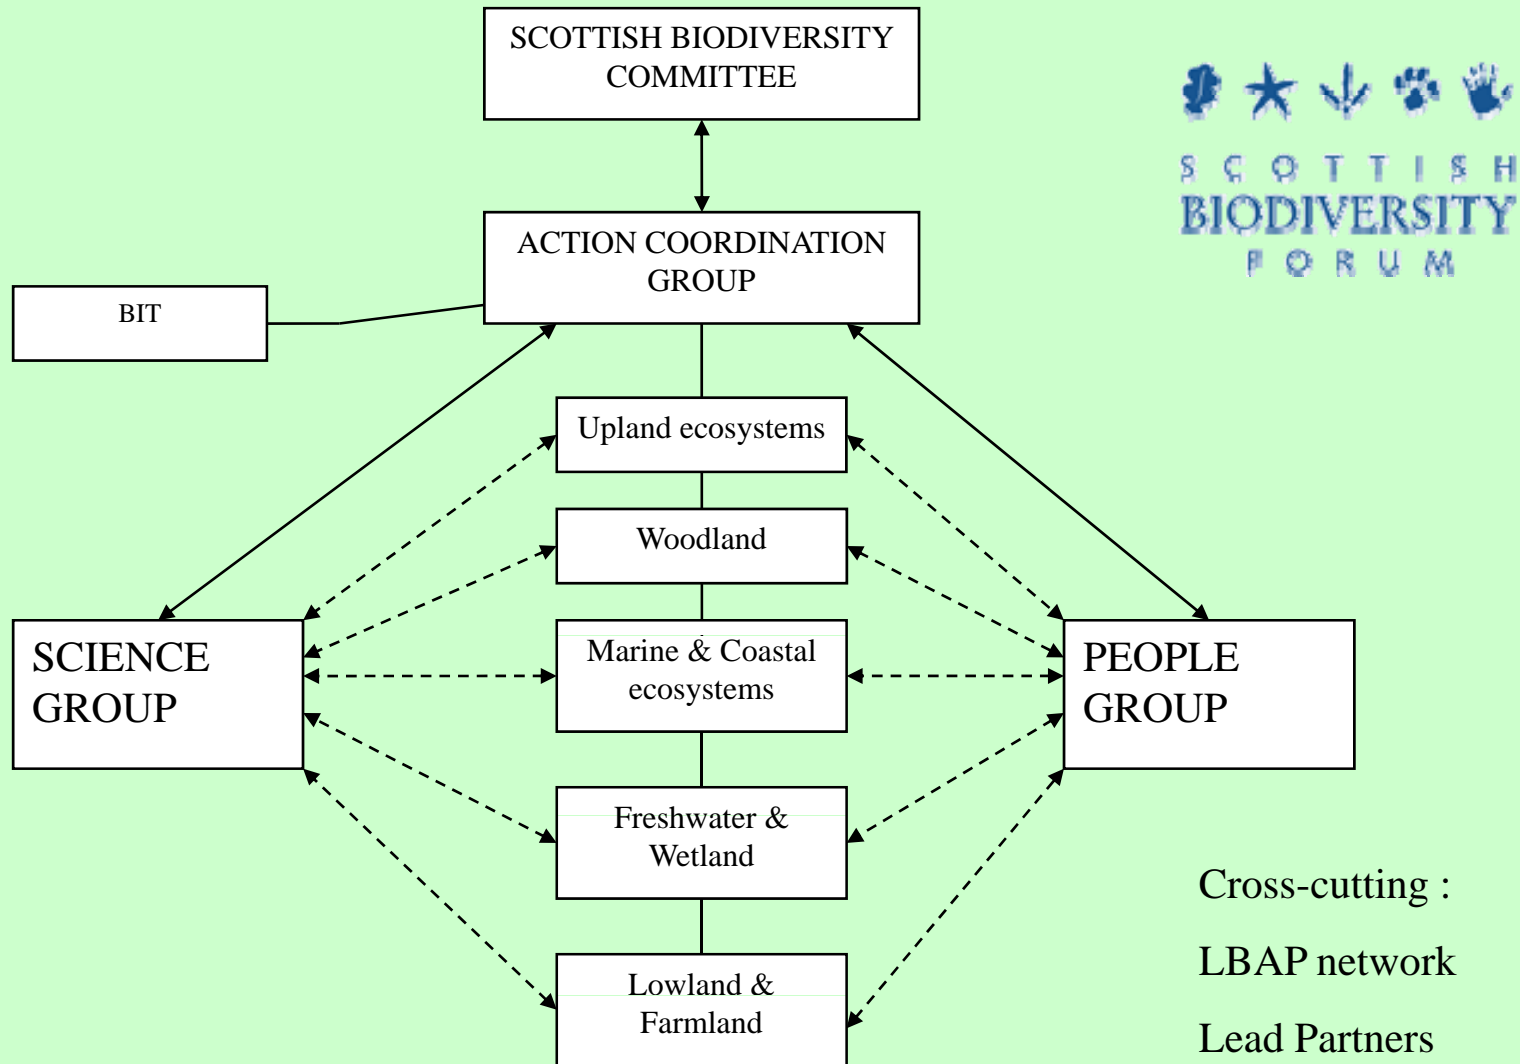 SCOTTISH BIODIVERSITY
COMMITTEE
SCOTTISH
BIODIVERSITY
FORUM
ACTION COORDINATION
GROUP
BIT
Upland ecosystems
Woodland
SCIENCE
GROUP
Marine & Coastal
ecosystems
PEOPLE
GROUP
Freshwater &
Wetland
Lowland &
Farmland
Cross-cutting :
LBAP network
Lead Partners